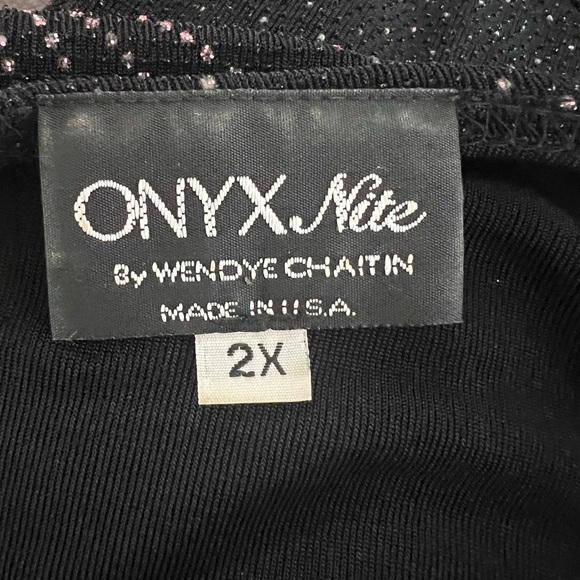 ONYX Nite
By WENDYE CHAITIN
MADE IN U.S.A.
2X